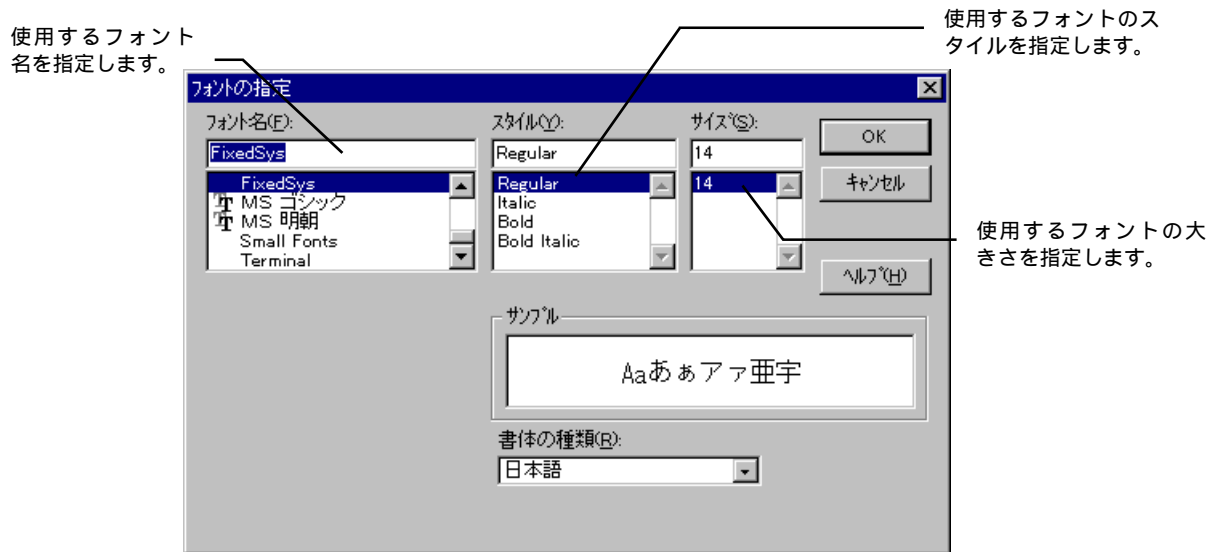 使用するフォント
名を指定します。
使用するフォントのス
タイルを指定します。
フォントの指定
フォント名(F):
スタイル(Y):
サイズ(S):
FixedSys
Regular
14
OK
キャンセル
FixedSys
MS ゴシック
MS 明朝
Small Fonts
Terminal
Regular
Italic
Bold
Bold Italic
14
使用するフォントの大
きさを指定します。
ヘルプ(H)
サンプル
Aaあぁアァ亜宇
書体の種類(R):
日本語